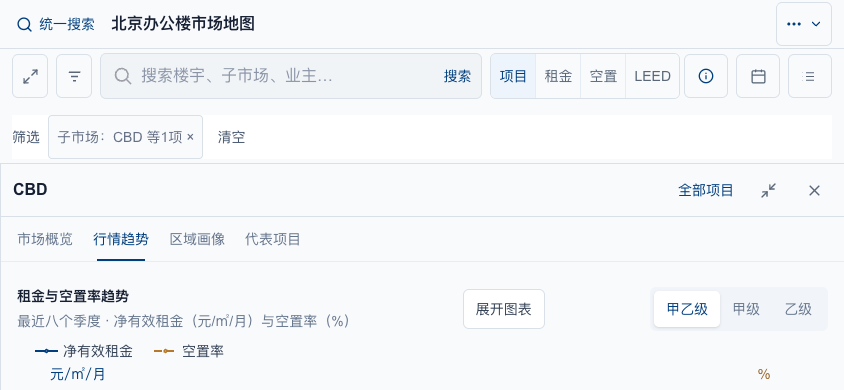 统一搜索 北京办公楼市场地图
搜索楼宇、子市场、业主… 搜索 项目 租金 空置 LEED
筛选 子市场：CBD 等1项 × 清空
CBD 全部项目
市场概览 行情趋势 区域画像 代表项目
租金与空置率趋势 展开图表 甲乙级 甲级 乙级
最近八个季度 · 净有效租金（元/㎡/月）与空置率（%）
净有效租金 空置率
元/㎡/月 %